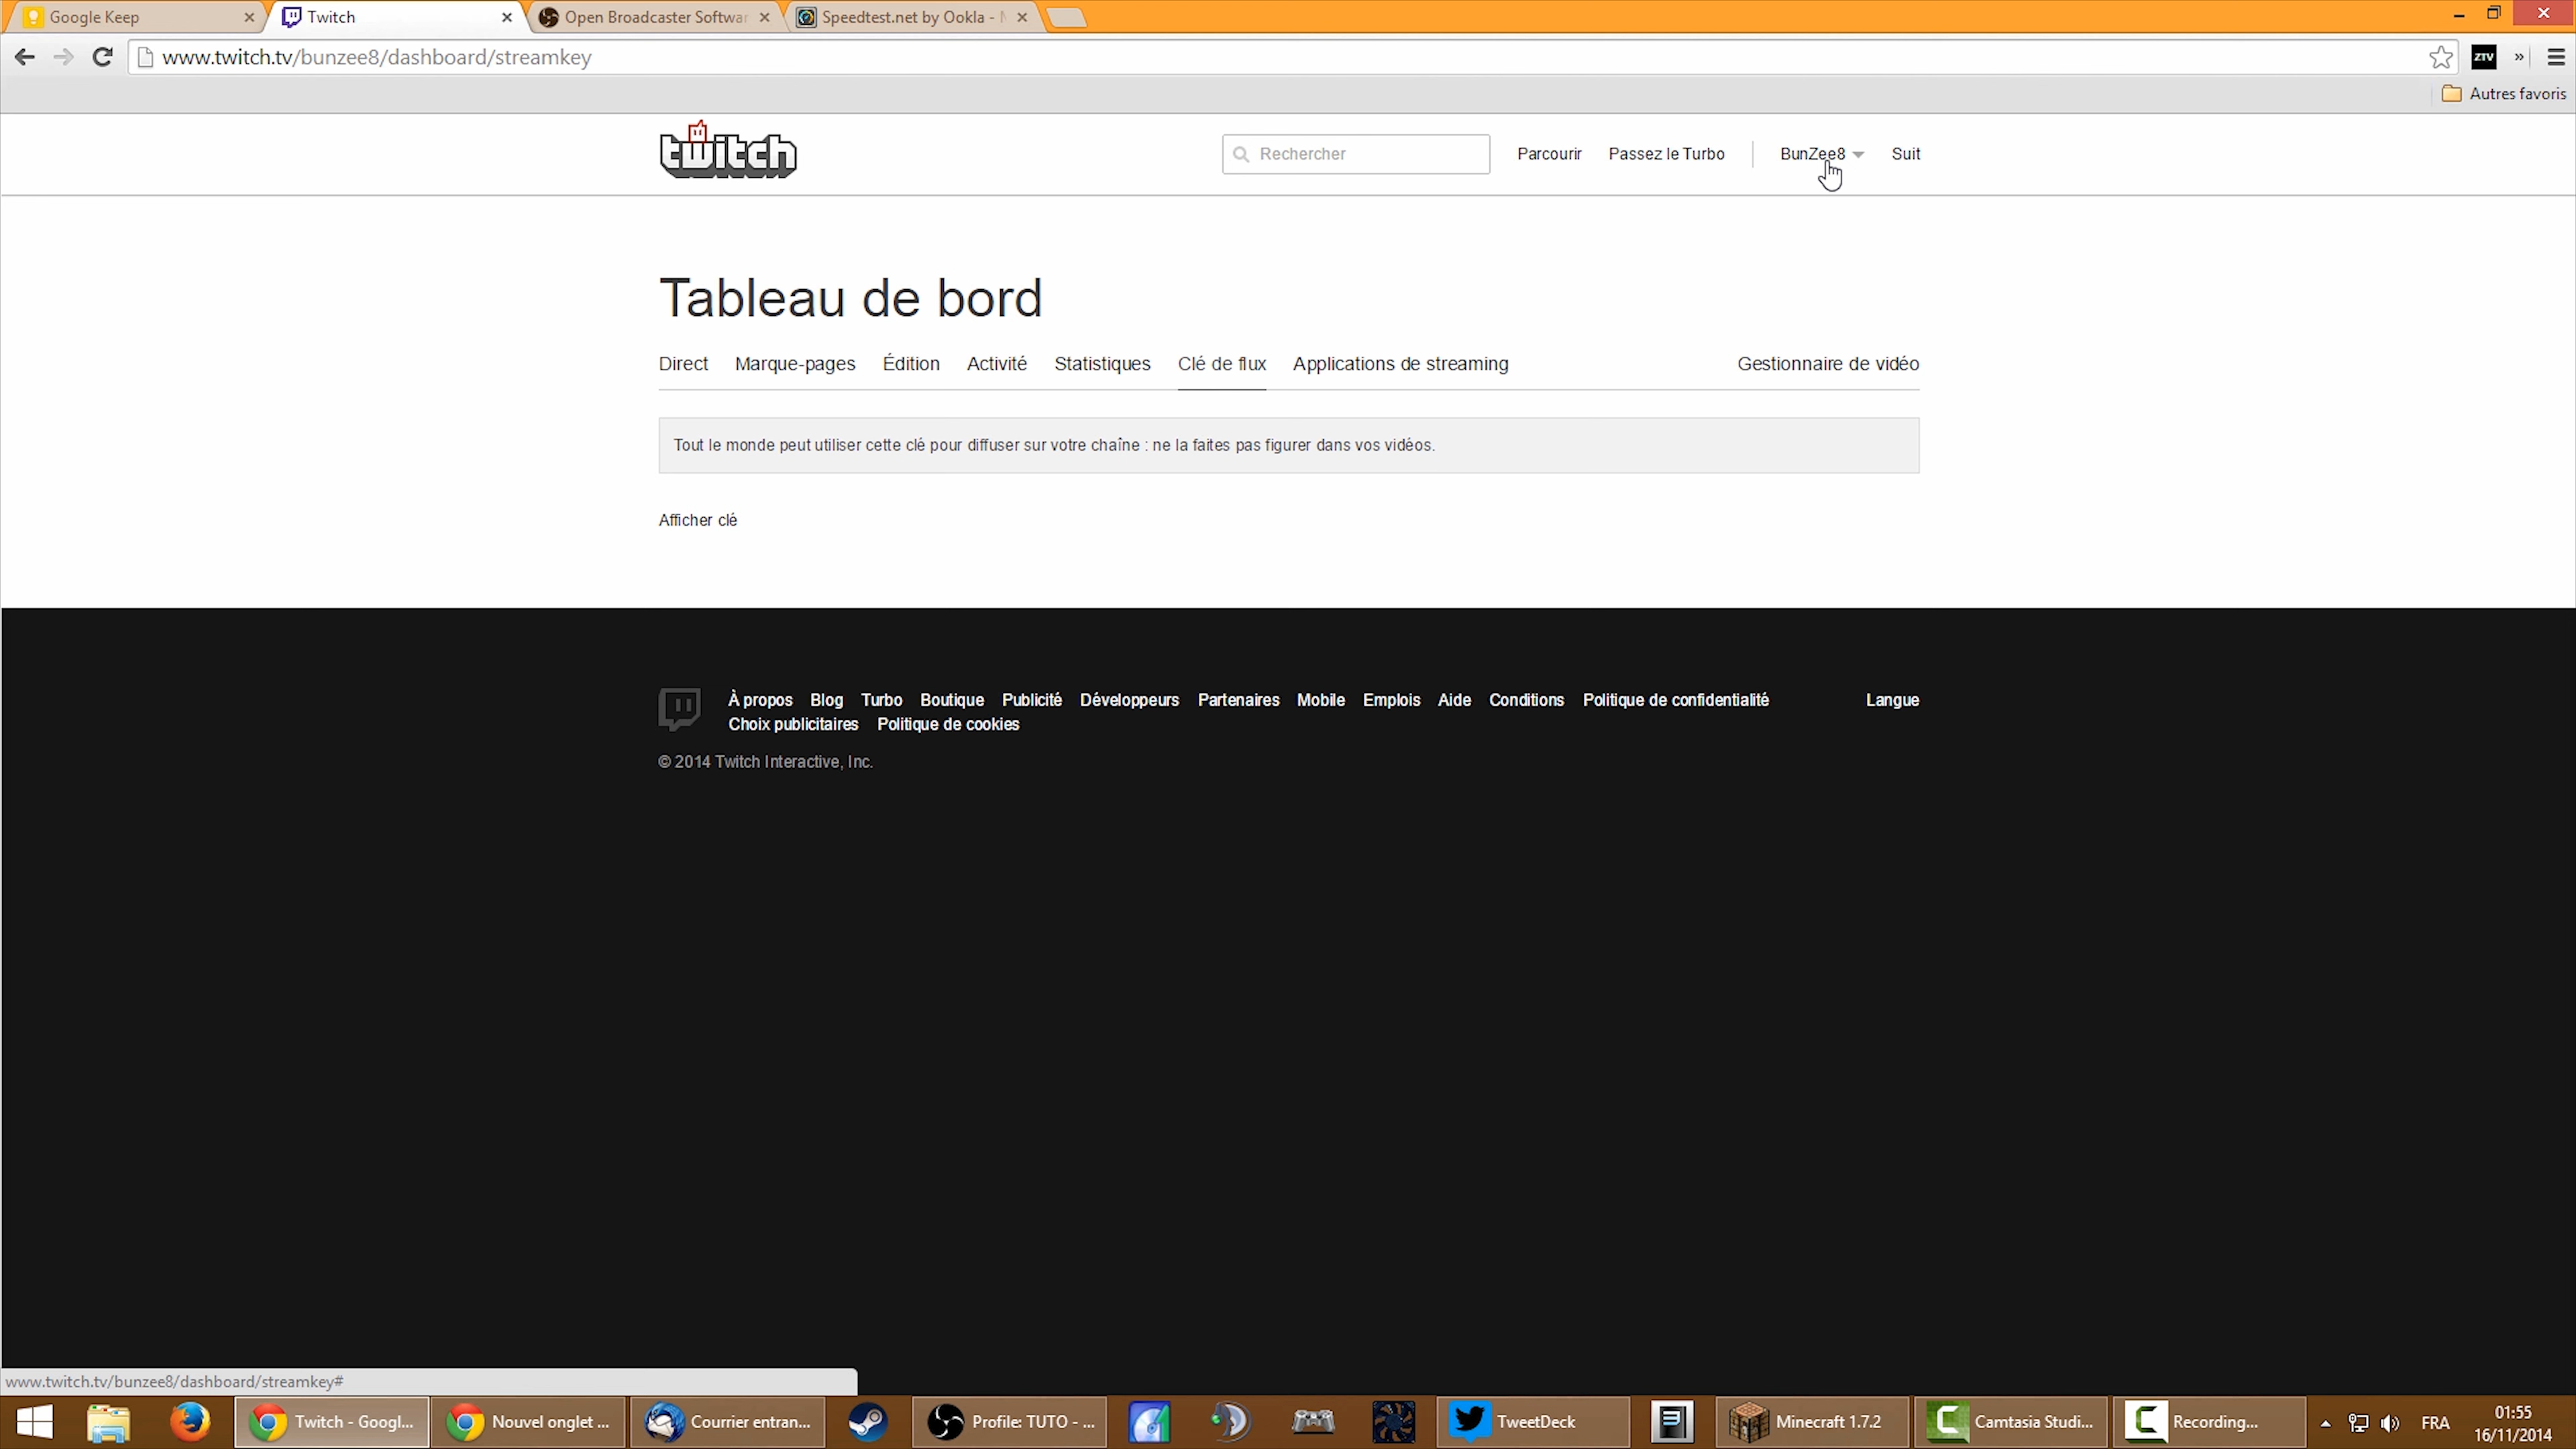 Google Keep Twitch Open Broadcaster Softwar Speedtest.net by Ookla -
www.twitch.tv/bunzee8/dashboard/streamkey ZTV »
Autres favoris
twitch Rechercher Parcourir Passez le Turbo BunZee8 Suit
Tableau de bord
Direct Marque-pages Édition Activité Statistiques Clé de flux Applications de streaming Gestionnaire de vidéo
Tout le monde peut utiliser cette clé pour diffuser sur votre chaîne : ne la faites pas figurer dans vos vidéos.
Afficher clé
À propos Blog Turbo Boutique Publicité Développeurs Partenaires Mobile Emplois Aide Conditions Politique de confidentialité Langue
Choix publicitaires Politique de cookies
© 2014 Twitch Interactive, Inc.
www.twitch.tv/bunzee8/dashboard/streamkey#
Twitch - Googl... Nouvel onglet ... Courrier entran... Profile: TUTO - ... TweetDeck Minecraft 1.7.2 Camtasia Studi... Recording... FRA 01:55
16/11/2014